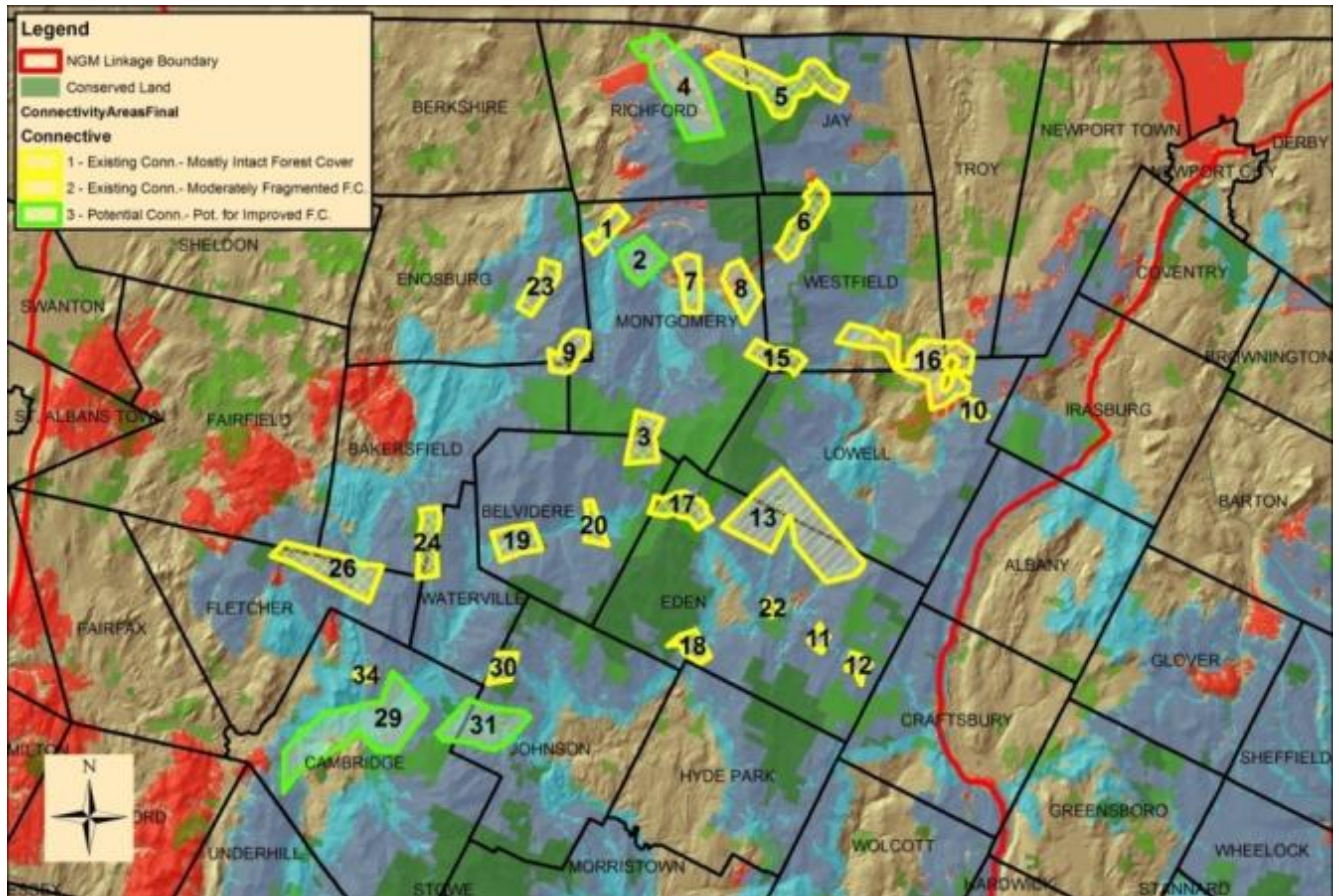 Legend
NGM Linkage Boundary
Conserved Land
ConnectivityAreasFinal
Connective
1 - Existing Conn.- Mostly Intact Forest Cover
2 - Existing Conn.- Moderately Fragmented F.C.
3 - Potential Conn.- Pot. for Improved F.C.
BERKSHIRE
4
RICHFORD
5
JAY
NEWPORT TOWN
DERBY
NEWPORT CITY
TROY
SHELDON
1
6
ENOSBURG
2
7
8
WESTFIELD
COVENTRY
23
SWANTON
MONTGOMERY
9
15
16
BROWNINGTON
10
IRASBURG
ST. ALBANS TOWN
FAIRFIELD
BAKERSFIELD
3
LOWELL
BARTON
BELVIDERE
17
13
20
19
24
26
ALBANY
FLETCHER
WATERVILLE
EDEN
22
FAIRFAX
11
18
12
GLOVER
30
34
29
31
CRAFTSBURY
JOHNSON
CAMBRIDGE
HYDE PARK
SHEFFIELD
N
GREENSBORO
ORD
UNDERHILL
MORRISTOWN
WOLCOTT
WHEELOCK
STOWE
HARDWICK
STANNARD